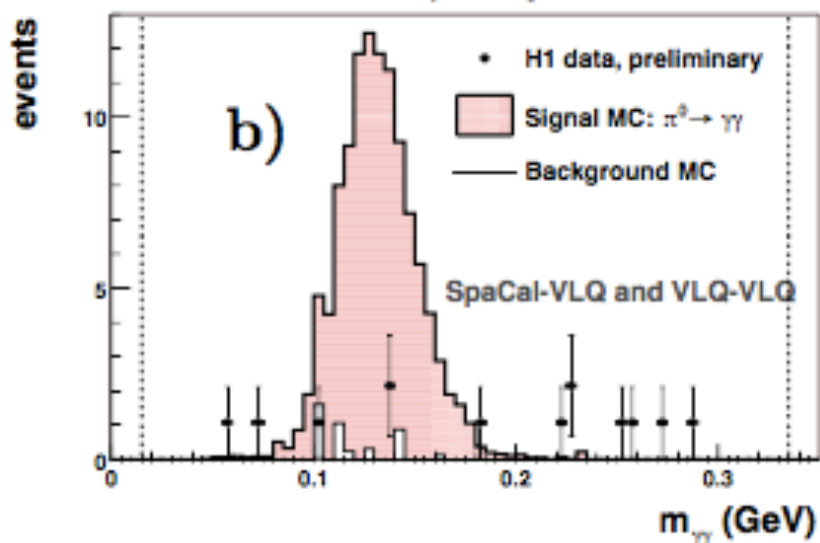 events
10
5
0
b)
H1 data, preliminary
Signal MC: π⁰→ γγ
Background MC
SpaCal-VLQ and VLQ-VLQ
0 0.1 0.2 0.3
m_γγ (GeV)